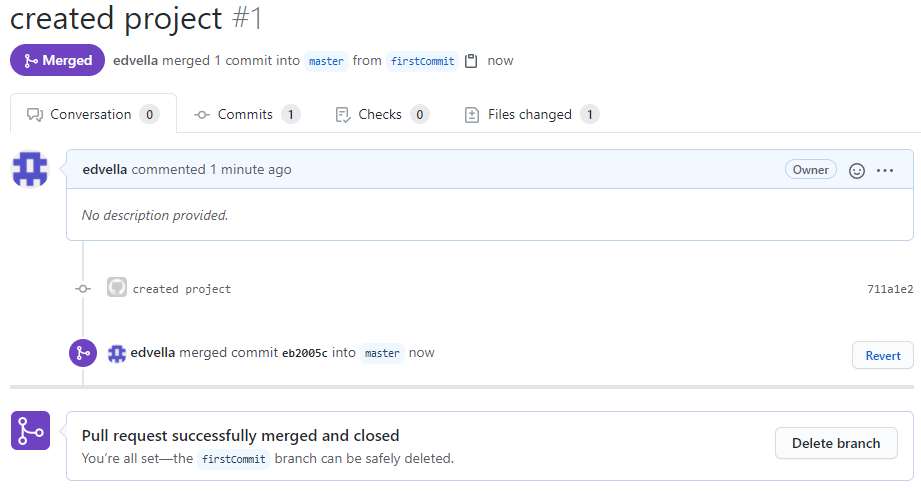 created project #1
Merged edvella merged 1 commit into master from firstCommit now
Conversation 0 Commits 1 Checks 0 Files changed 1
edvella commented 1 minute ago Owner
No description provided.
created project 711a1e2
edvella merged commit eb2005c into master now Revert
Pull request successfully merged and closed
You're all set—the firstCommit branch can be safely deleted.
Delete branch